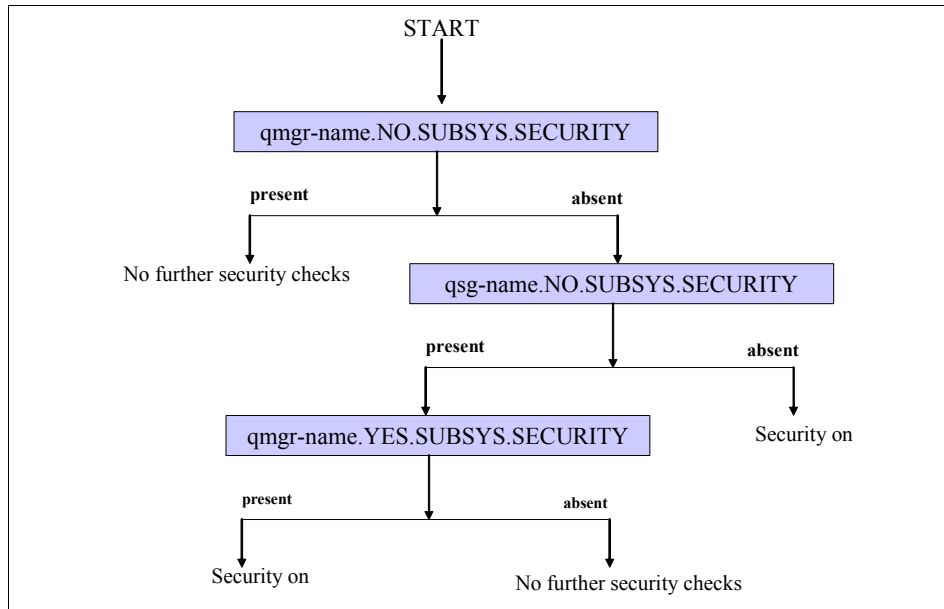 START
qmgr-name.NO.SUBSYS.SECURITY
present
absent
No further security checks
qsg-name.NO.SUBSYS.SECURITY
present
absent
qmgr-name.YES.SUBSYS.SECURITY
Security on
present
absent
Security on
No further security checks